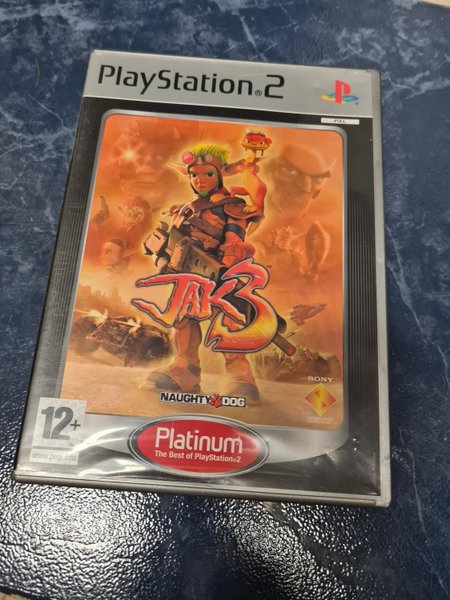 PlayStation®2
PAL
JAK3
NAUGHTY DOG
SONY
12+
www.pegi.info
Platinum
The Best of PlayStation®2